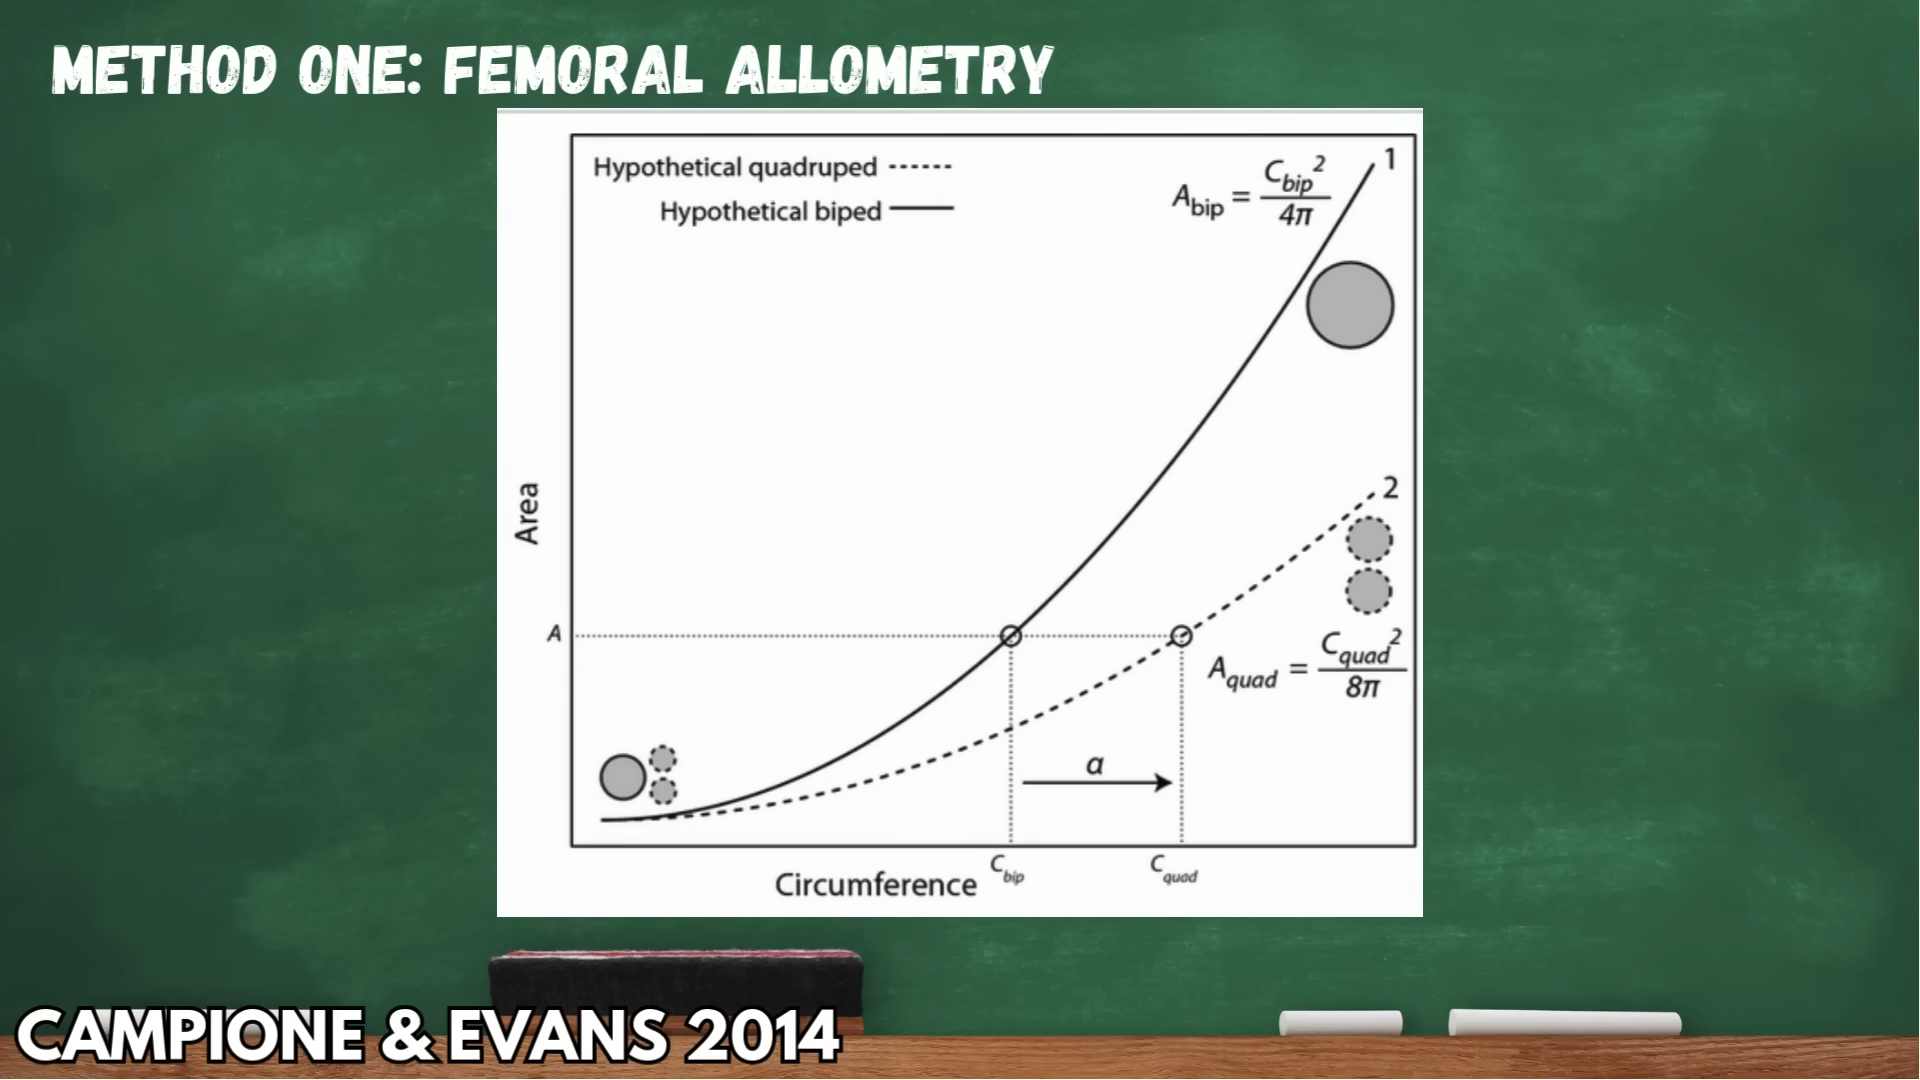 METHOD ONE: FEMORAL ALLOMETRY
Hypothetical quadruped
Hypothetical biped
A_bip = C_bip^2 / 4π
1
2
Area
A
A_quad = C_quad^2 / 8π
α
C_bip
C_quad
Circumference
CAMPIONE & EVANS 2014